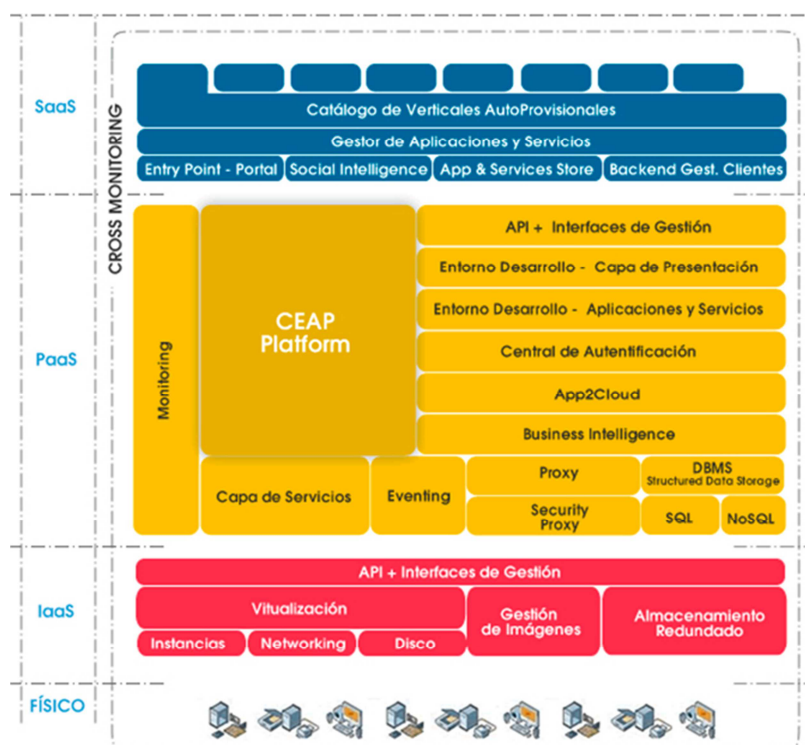 SaaS
CROSS MONITORING
Catálogo de Verticales AutoProvisionales
Gestor de Aplicaciones y Servicios
Entry Point - Portal
Social Intelligence
App & Services Store
Backend Gest. Clientes
PaaS
Monitoring
CEAP
Platform
API + Interfaces de Gestión
Entorno Desarrollo - Capa de Presentación
Entorno Desarrollo - Aplicaciones y Servicios
Central de Autentificación
App2Cloud
Business Intelligence
Capa de Servicios
Eventing
Proxy
Security
Proxy
DBMS
Structured Data Storage
SQL
NoSQL
IaaS
API + Interfaces de Gestión
Vitualización
Instancias
Networking
Disco
Gestión
de Imágenes
Almacenamiento
Redundado
FÍSICO